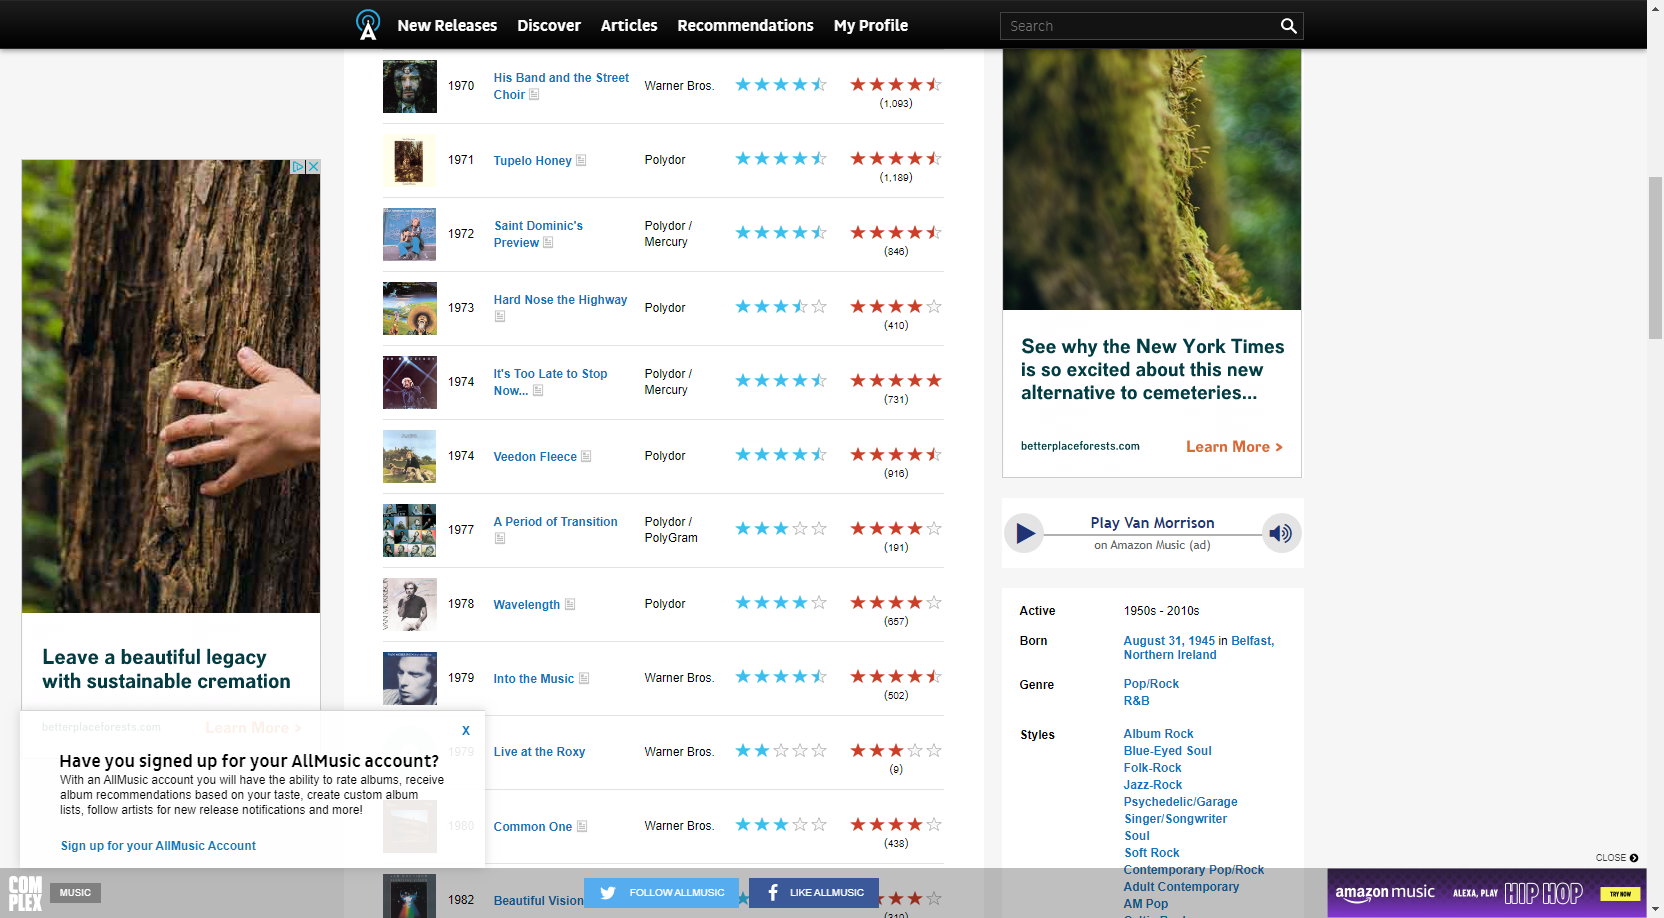 New Releases Discover Articles Recommendations My Profile Search
1970 His Band and the Street Choir Warner Bros. (1,093)
1971 Tupelo Honey Polydor (1,189)
1972 Saint Dominic's Preview Polydor / Mercury (846)
1973 Hard Nose the Highway Polydor (410)
1974 It's Too Late to Stop Now... Polydor / Mercury (731)
1974 Veedon Fleece Polydor (916)
1977 A Period of Transition Polydor / PolyGram (191)
1978 Wavelength Polydor (657)
1979 Into the Music Warner Bros. (502)
1979 Live at the Roxy Warner Bros. (9)
1980 Common One Warner Bros. (438)
1982 Beautiful Vision
Leave a beautiful legacy
with sustainable cremation
betterplaceforests.com Learn More >
X
Have you signed up for your AllMusic account?
With an AllMusic account you will have the ability to rate albums, receive
album recommendations based on your taste, create custom album
lists, follow artists for new release notifications and more!
Sign up for your AllMusic Account
See why the New York Times
is so excited about this new
alternative to cemeteries...
betterplaceforests.com Learn More >
Play Van Morrison
on Amazon Music (ad)
Active 1950s - 2010s
Born August 31, 1945 in Belfast,
Northern Ireland
Genre Pop/Rock
R&B
Styles Album Rock
Blue-Eyed Soul
Folk-Rock
Jazz-Rock
Psychedelic/Garage
Singer/Songwriter
Soul
Soft Rock
Contemporary Pop/Rock
Adult Contemporary
AM Pop
CLOSE
COMPLEX MUSIC
FOLLOW ALLMUSIC LIKE ALLMUSIC
amazon music ALEXA, PLAY HIP HOP TRY NOW